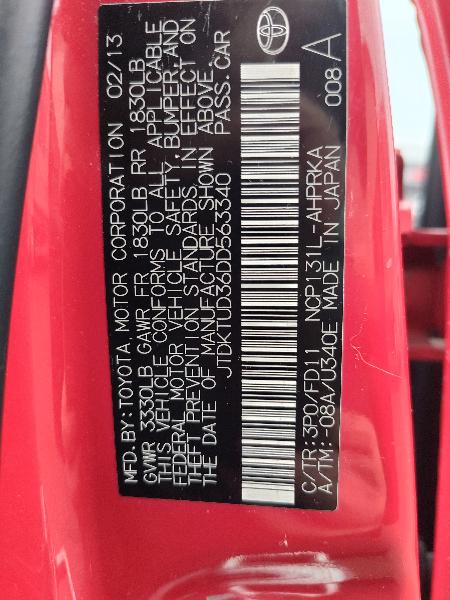 MFD.BY:TOYOTA MOTOR CORPORATION 02/13
GVWR 3330LB GAWR FR 1830LB RR 1830LB
THIS VEHICLE CONFORMS TO ALL APPLICABLE
FEDERAL MOTOR VEHICLE SAFETY, BUMPER,AND
THEFT PREVENTION STANDARDS IN EFFECT ON
THE DATE OF MANUFACTURE SHOWN ABOVE.
JTDKTUD36DD563340 PASS.CAR
C/TR:3P0/FD11 NCP131L-AHPRKA 008A
A/TM:-08A/U340E MADE IN JAPAN